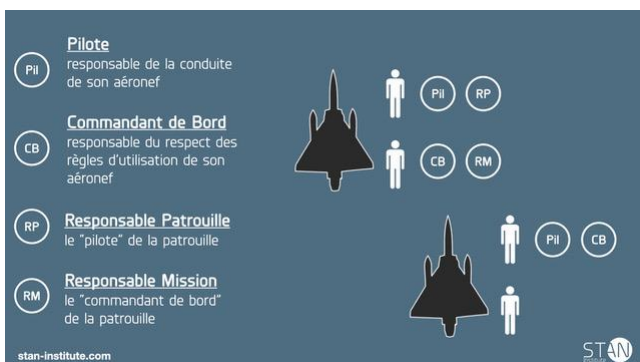 Pilote
Pil
responsable de la conduite
de son aéronef
Commandant de Bord
CB
responsable du respect des
règles d'utilisation de son
aéronef
Responsable Patrouille
RP
le "pilote" de la patrouille
Responsable Mission
RM
le "commandant de bord"
de la patrouille
Pil RP
CB RM
Pil CB
stan-institute.com
STAN
institute